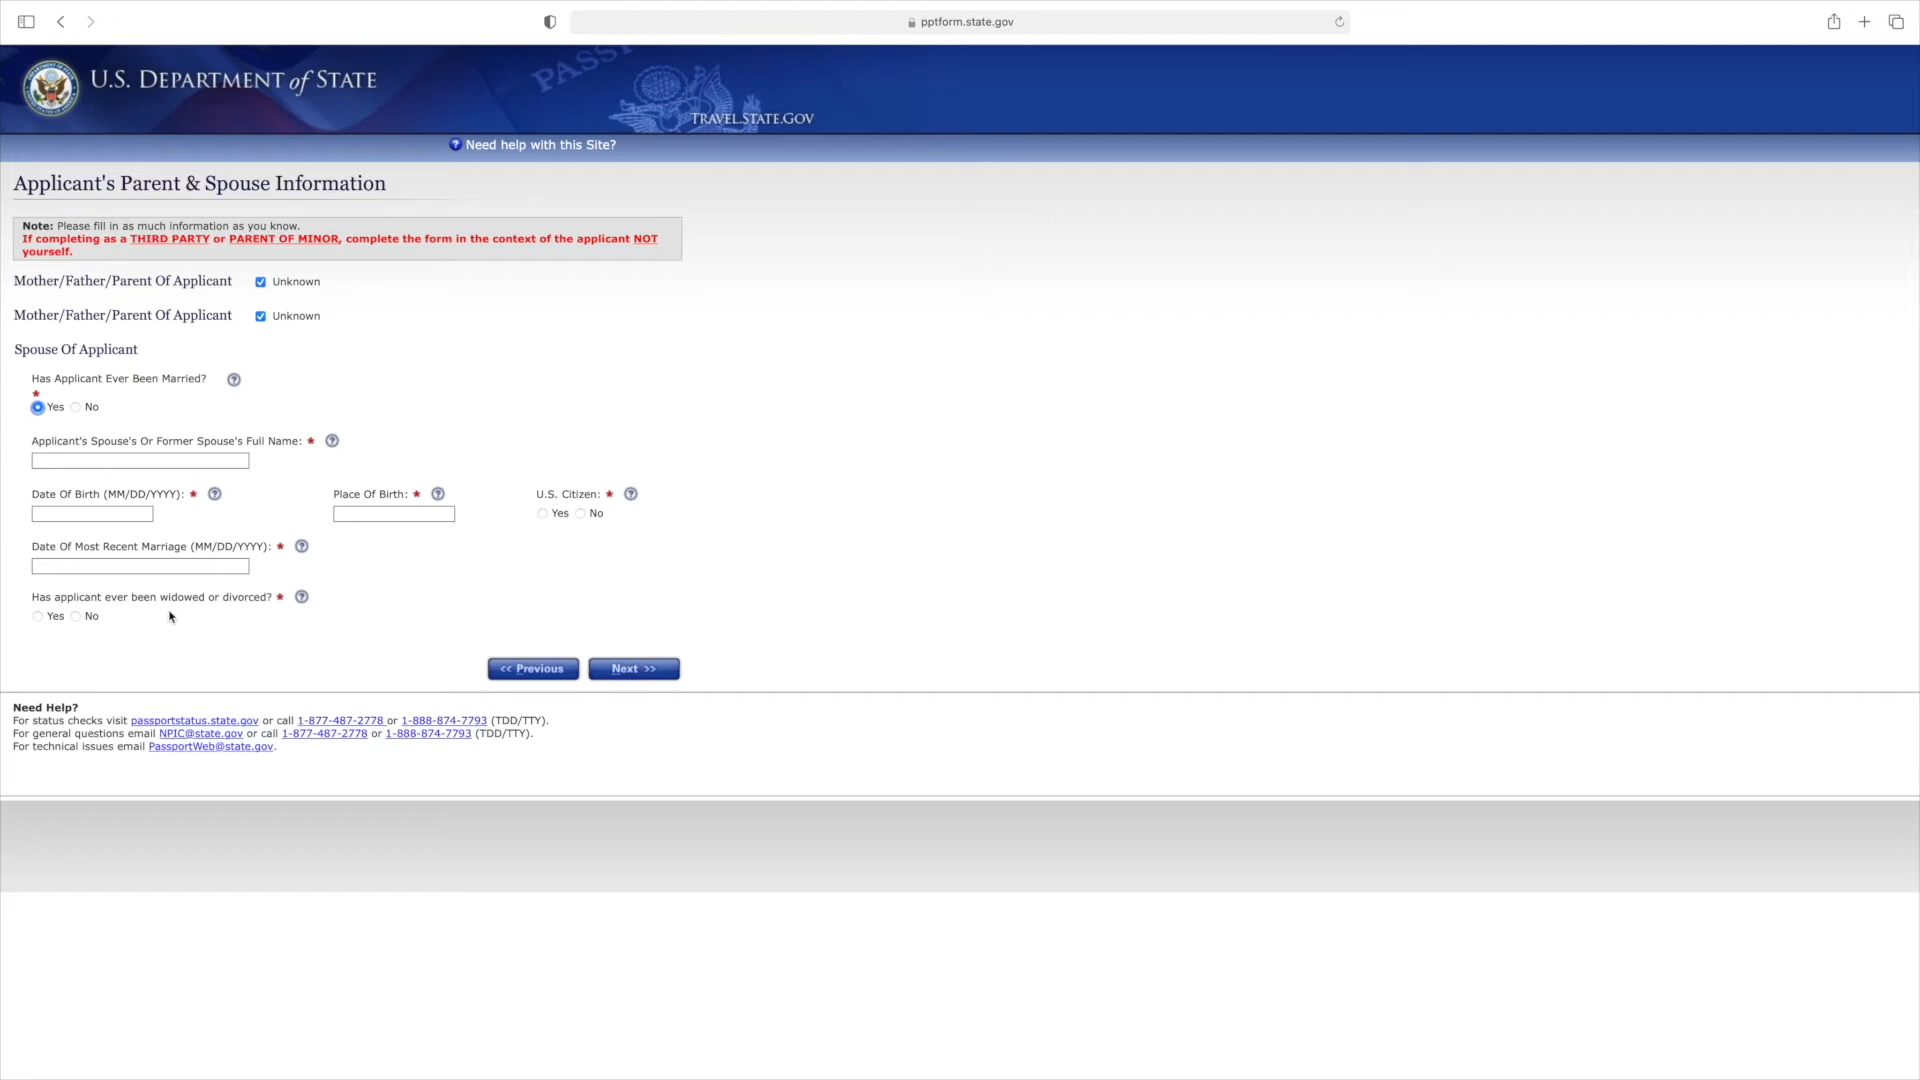 pptform.state.gov
PASSP
U.S. DEPARTMENT of STATE
TRAVEL.STATE.GOV
Need help with this Site?
Applicant's Parent & Spouse Information
Note: Please fill in as much information as you know.
If completing as a THIRD PARTY or PARENT OF MINOR, complete the form in the context of the applicant NOT
yourself.
Mother/Father/Parent Of Applicant Unknown
Mother/Father/Parent Of Applicant Unknown
Spouse Of Applicant
Has Applicant Ever Been Married?
*
Yes No
Applicant's Spouse's Or Former Spouse's Full Name: *
Date Of Birth (MM/DD/YYYY): * Place Of Birth: * U.S. Citizen: *
Yes No
Date Of Most Recent Marriage (MM/DD/YYYY): *
Has applicant ever been widowed or divorced? *
Yes No
<< Previous Next >>
Need Help?
For status checks visit passportstatus.state.gov or call 1-877-487-2778 or 1-888-874-7793 (TDD/TTY).
For general questions email NPIC@state.gov or call 1-877-487-2778 or 1-888-874-7793 (TDD/TTY).
For technical issues email PassportWeb@state.gov.